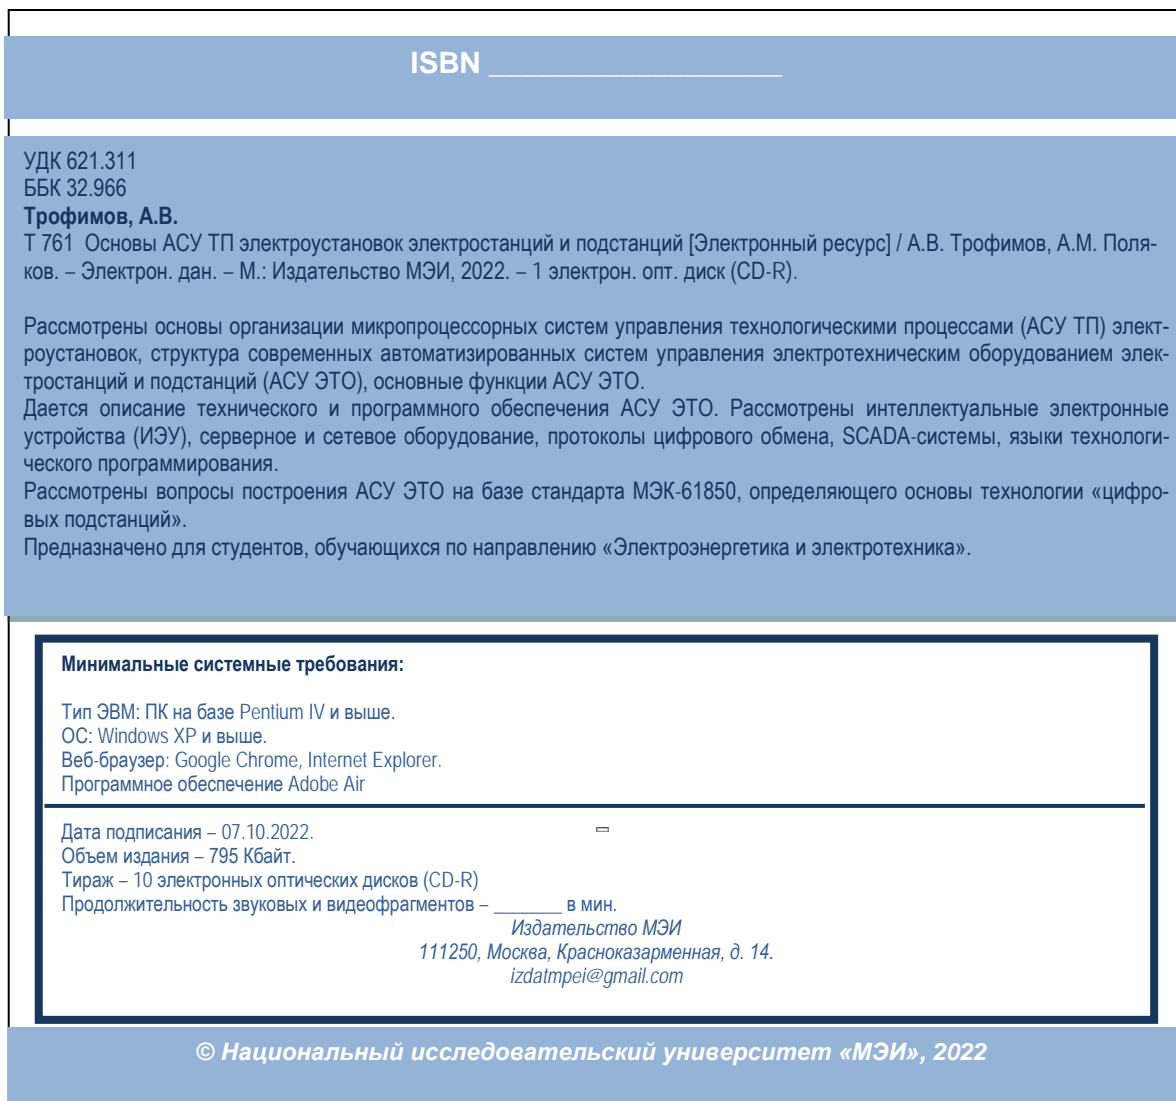 ISBN __________________
УДК 621.311
ББК 32.966
Трофимов, А.В.
Т 761 Основы АСУ ТП электроустановок электростанций и подстанций [Электронный ресурс] / А.В. Трофимов, А.М. Поля-
ков. – Электрон. дан. – М.: Издательство МЭИ, 2022. – 1 электрон. опт. диск (CD-R).
Рассмотрены основы организации микропроцессорных систем управления технологическими процессами (АСУ ТП) элект-
роустановок, структура современных автоматизированных систем управления электротехническим оборудованием элек-
тростанций и подстанций (АСУ ЭТО), основные функции АСУ ЭТО.
Дается описание технического и программного обеспечения АСУ ЭТО. Рассмотрены интеллектуальные электронные
устройства (ИЭУ), серверное и сетевое оборудование, протоколы цифрового обмена, SCADA-системы, языки технологи-
ческого программирования.
Рассмотрены вопросы построения АСУ ЭТО на базе стандарта МЭК-61850, определяющего основы технологии «цифро-
вых подстанций».
Предназначено для студентов, обучающихся по направлению «Электроэнергетика и электротехника».
Минимальные системные требования:
Тип ЭВМ: ПК на базе Pentium IV и выше.
ОС: Windows XP и выше.
Веб-браузер: Google Chrome, Internet Explorer.
Программное обеспечение Adobe Air
Дата подписания – 07.10.2022.
Объем издания – 795 Кбайт.
Тираж – 10 электронных оптических дисков (CD-R)
Продолжительность звуковых и видеофрагментов – _______ в мин.
Издательство МЭИ
111250, Москва, Красноказарменная, д. 14.
izdatmpei@gmail.com
© Национальный исследовательский университет «МЭИ», 2022